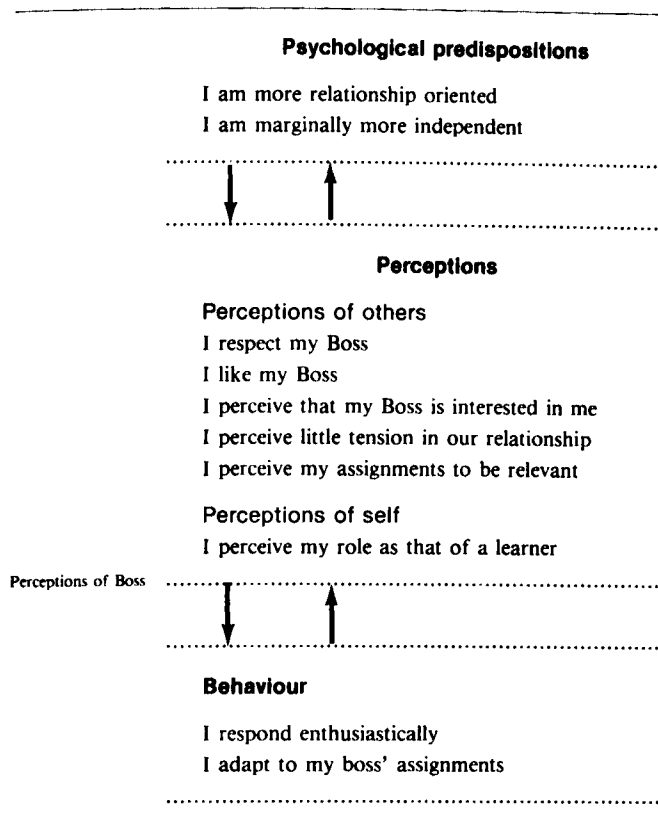 Psychological predispositions
I am more relationship oriented
I am marginally more independent
Perceptions
Perceptions of others
I respect my Boss
I like my Boss
I perceive that my Boss is interested in me
I perceive little tension in our relationship
I perceive my assignments to be relevant
Perceptions of self
I perceive my role as that of a learner
Perceptions of Boss
Behaviour
I respond enthusiastically
I adapt to my boss' assignments